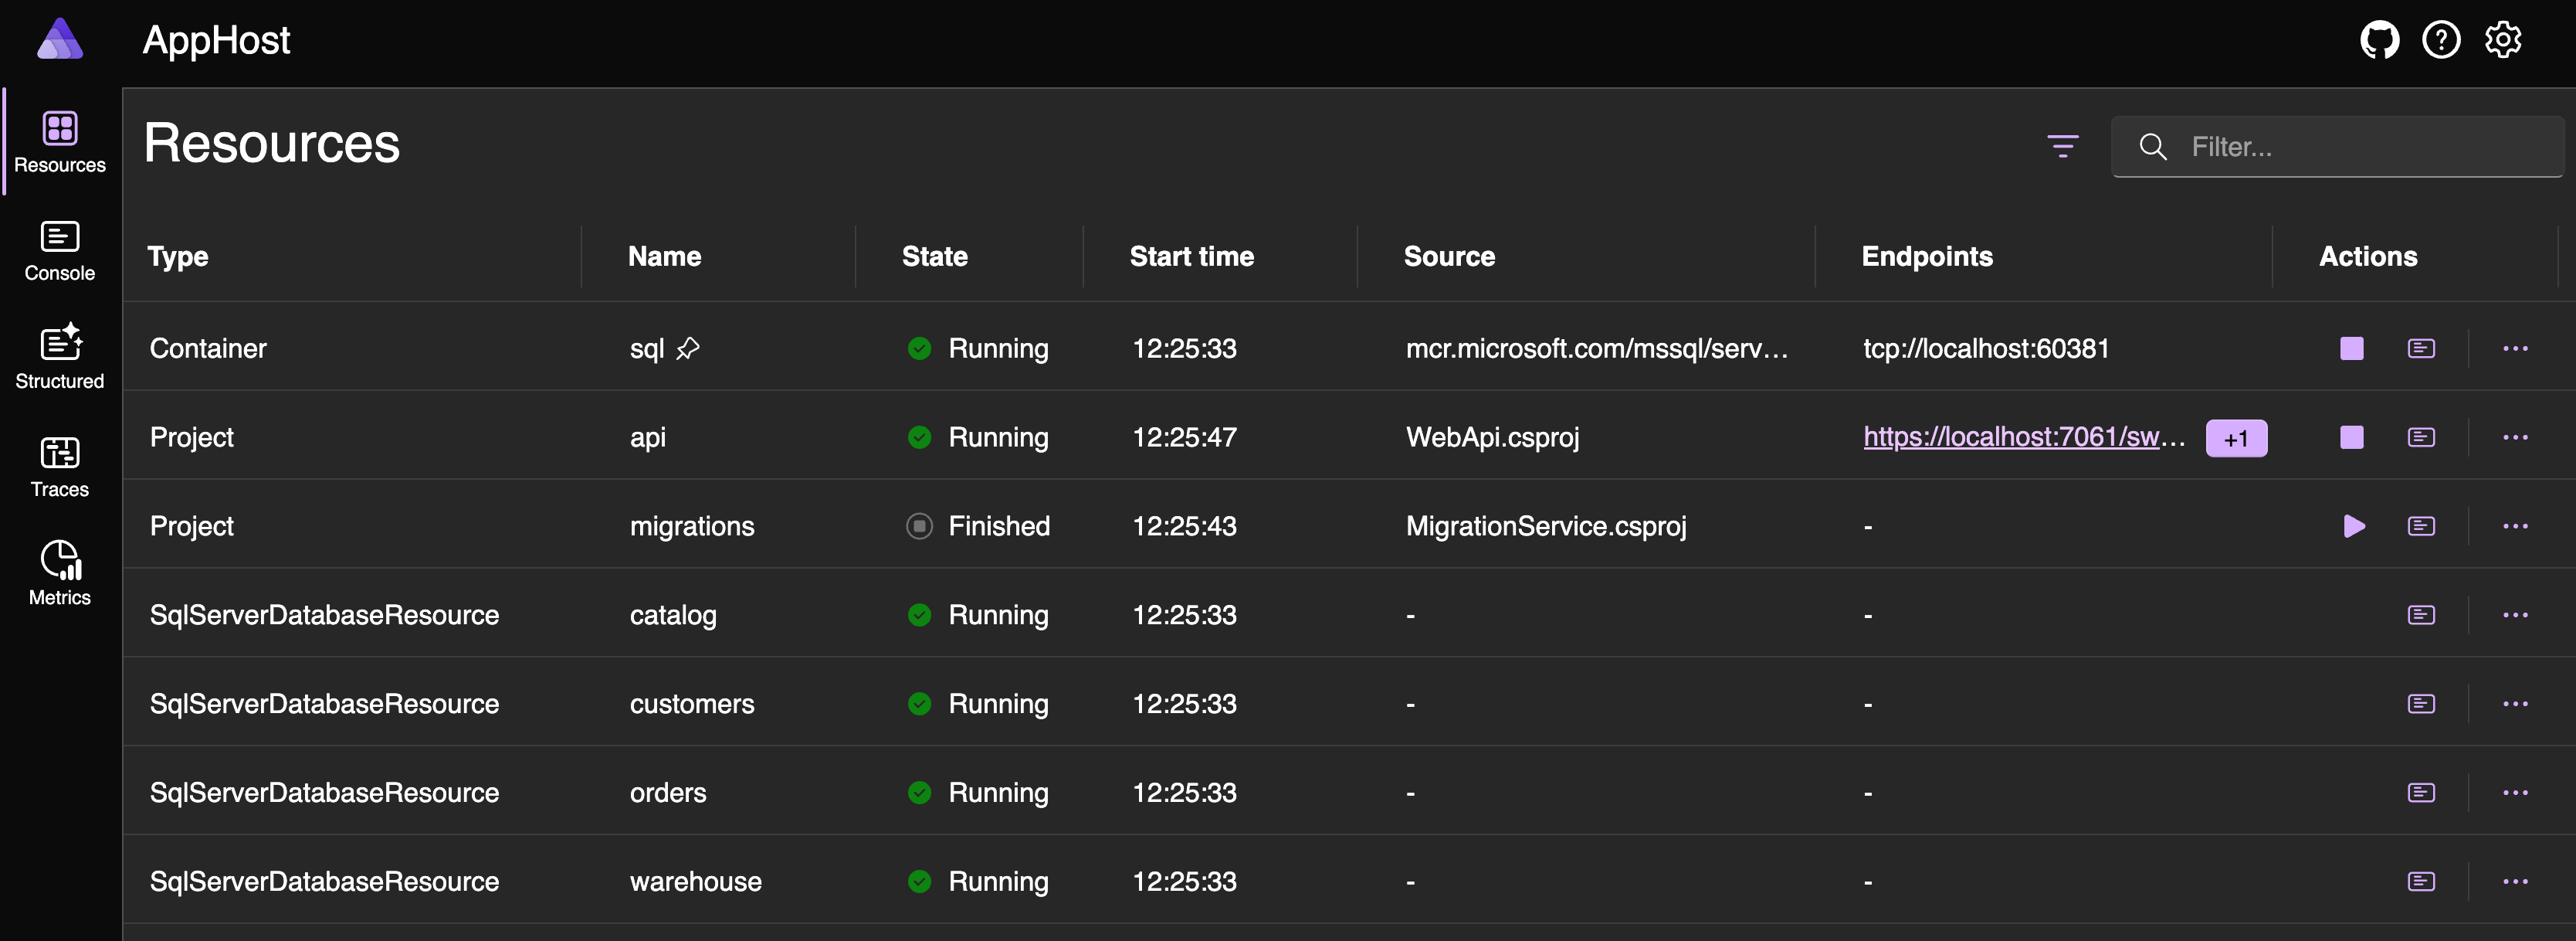 AppHost
Resources
Console
Structured
Traces
Metrics
Resources
Filter...
Type Name State Start time Source Endpoints Actions
Container sql Running 12:25:33 mcr.microsoft.com/mssql/serv... tcp://localhost:60381
Project api Running 12:25:47 WebApi.csproj https://localhost:7061/sw... +1
Project migrations Finished 12:25:43 MigrationService.csproj -
SqlServerDatabaseResource catalog Running 12:25:33 - -
SqlServerDatabaseResource customers Running 12:25:33 - -
SqlServerDatabaseResource orders Running 12:25:33 - -
SqlServerDatabaseResource warehouse Running 12:25:33 - -